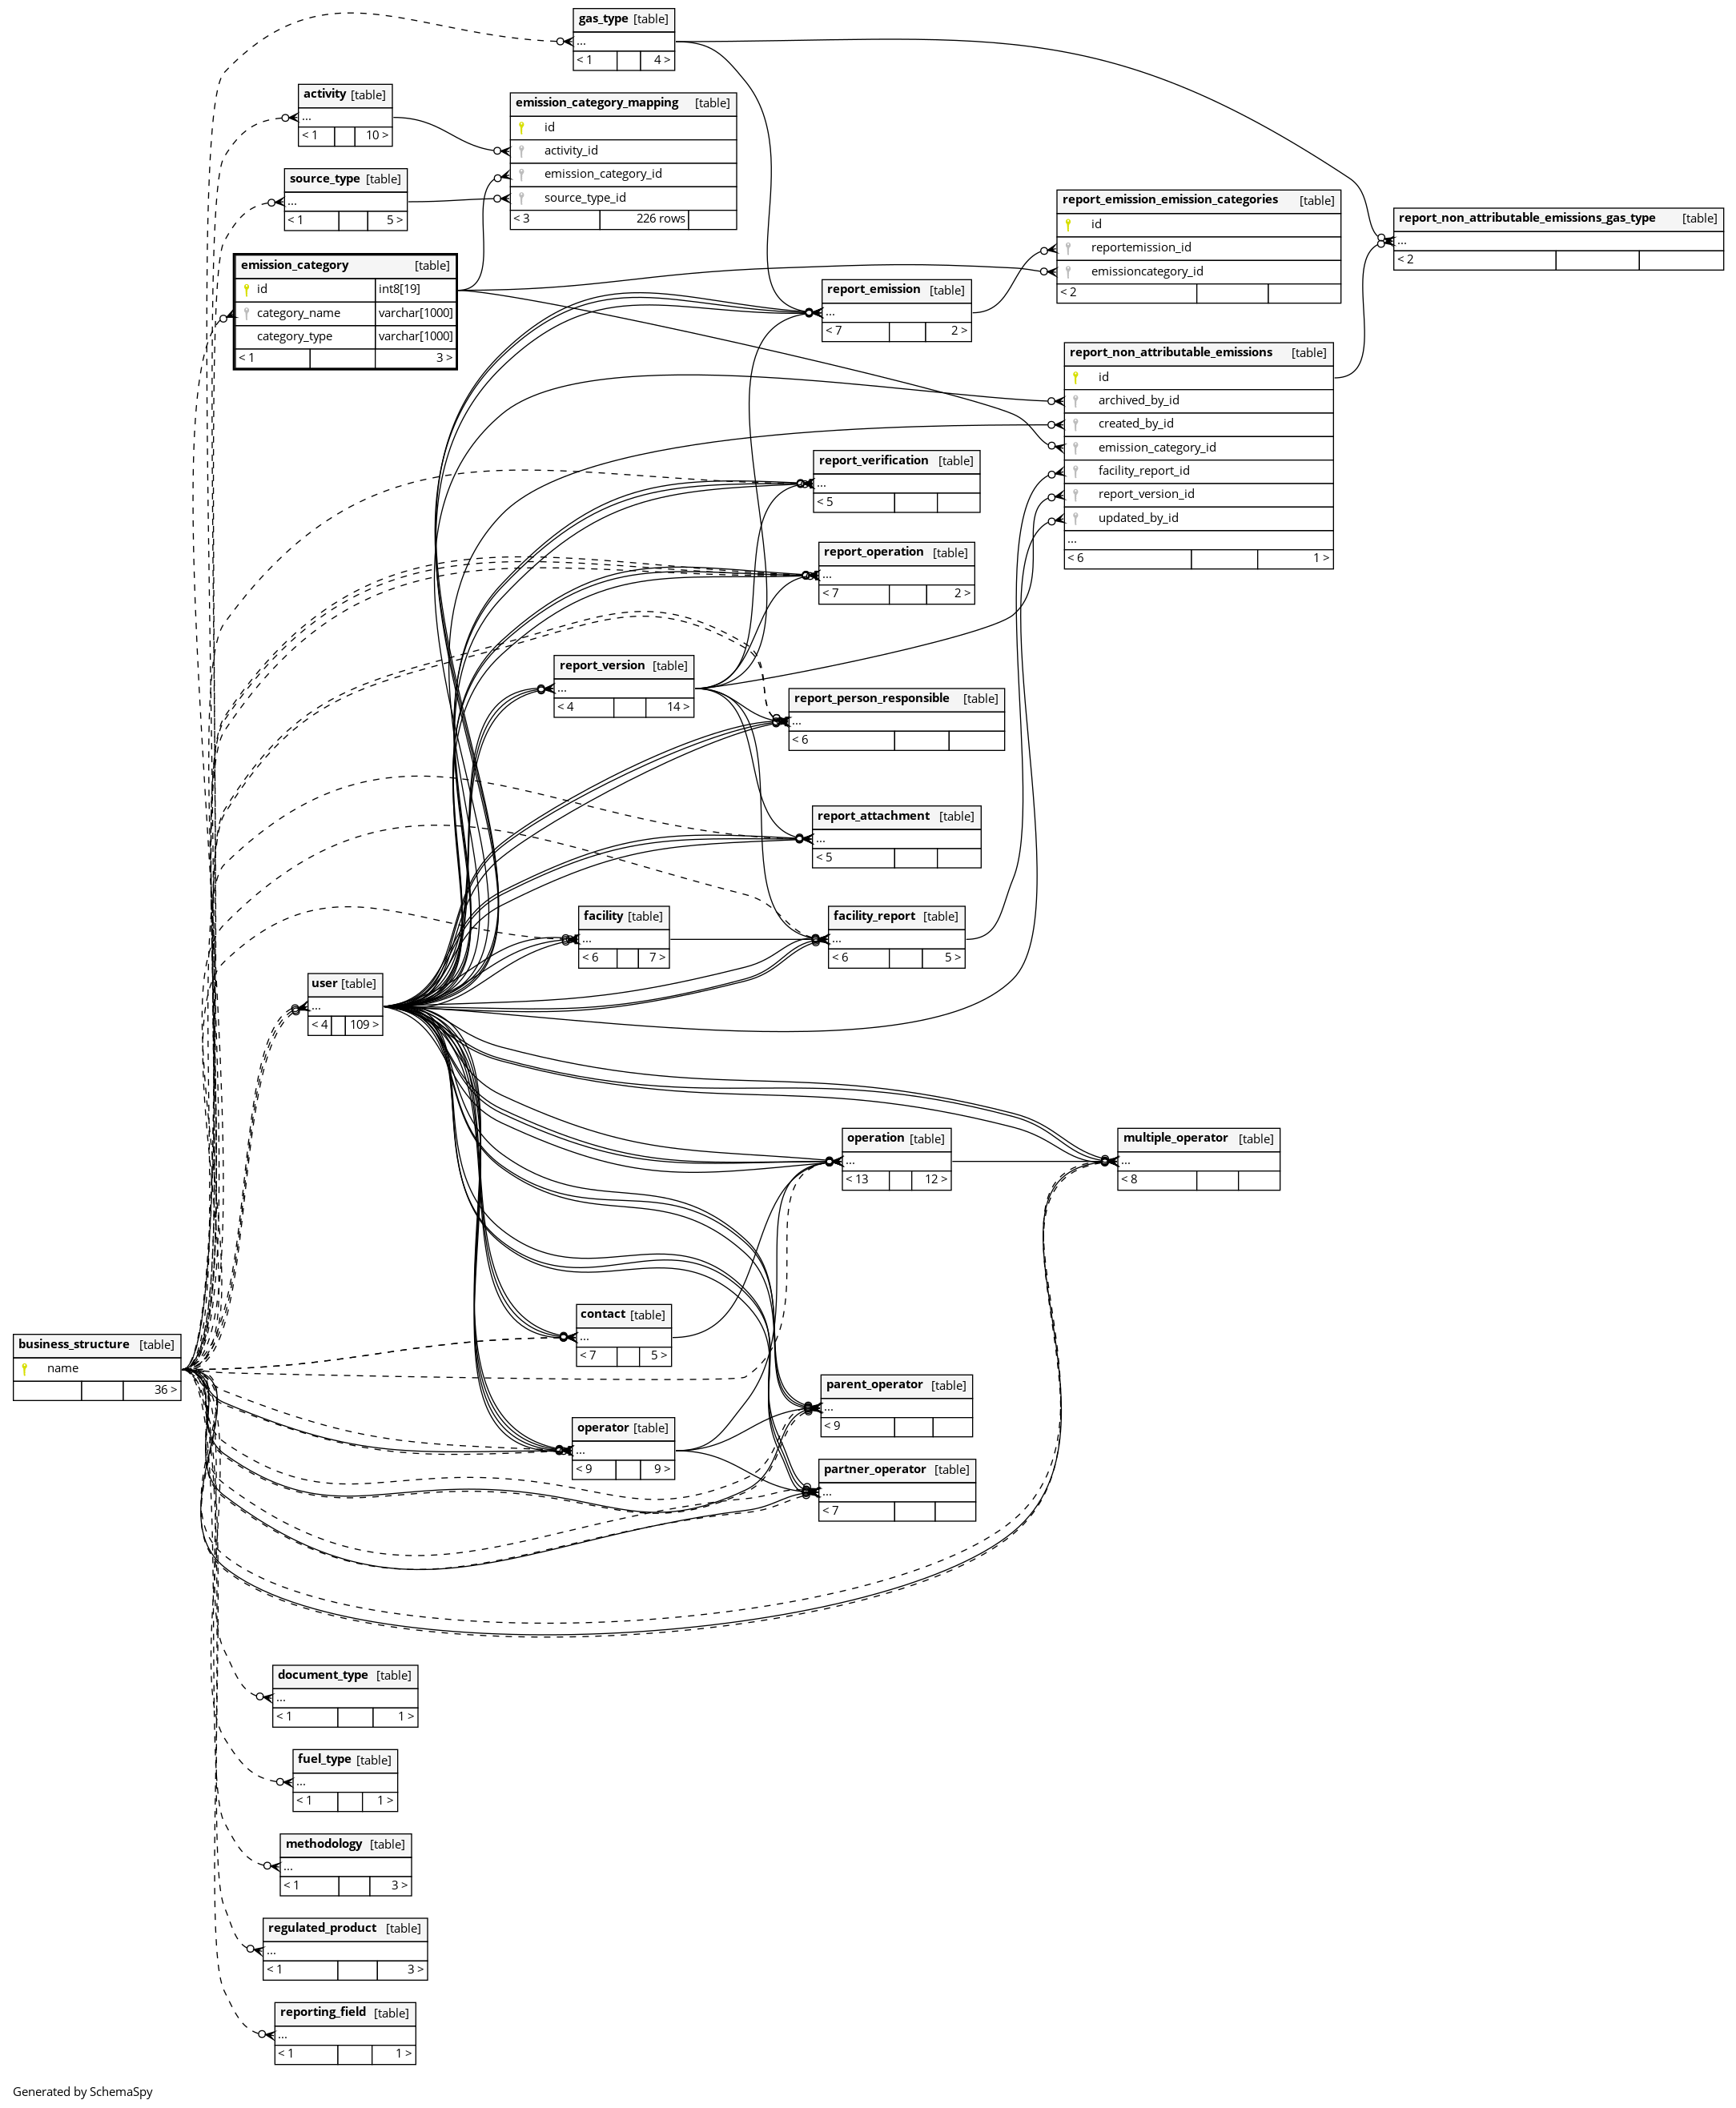 gas_type [table]
...
< 1 4 >
activity [table]
...
< 1 10 >
emission_category_mapping [table]
id
activity_id
emission_category_id
source_type_id
< 3 226 rows
source_type [table]
...
< 1 5 >
report_emission_emission_categories [table]
id
reportemission_id
emissioncategory_id
< 2
report_non_attributable_emissions_gas_type [table]
...
< 2
emission_category [table]
id int8[19]
category_name varchar[1000]
category_type varchar[1000]
< 1 3 >
report_emission [table]
...
< 7 2 >
report_non_attributable_emissions [table]
id
archived_by_id
created_by_id
emission_category_id
facility_report_id
report_version_id
updated_by_id
...
< 6 1 >
report_verification [table]
...
< 5
report_operation [table]
...
< 7 2 >
report_version [table]
...
< 4 14 >
report_person_responsible [table]
...
< 6
report_attachment [table]
...
< 5
facility [table]
...
< 6 7 >
facility_report [table]
...
< 6 5 >
user [table]
...
< 4 109 >
operation [table]
...
< 13 12 >
multiple_operator [table]
...
< 8
contact [table]
...
< 7 5 >
business_structure [table]
name
36 >
parent_operator [table]
...
< 9
operator [table]
...
< 9 9 >
partner_operator [table]
...
< 7
document_type [table]
...
< 1 1 >
fuel_type [table]
...
< 1 1 >
methodology [table]
...
< 1 3 >
regulated_product [table]
...
< 1 3 >
reporting_field [table]
...
< 1 1 >
Generated by SchemaSpy